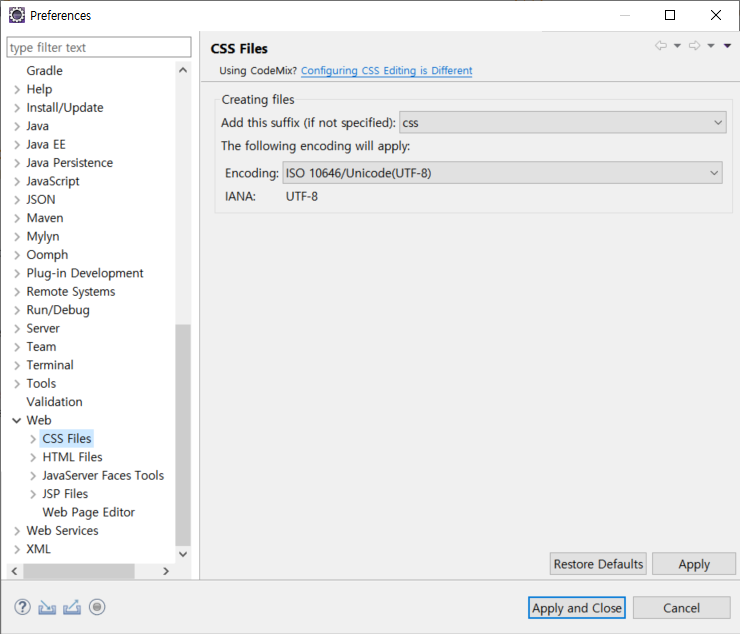 Preferences
type filter text
Gradle
Help
Install/Update
Java
Java EE
Java Persistence
JavaScript
JSON
Maven
Mylyn
Oomph
Plug-in Development
Remote Systems
Run/Debug
Server
Team
Terminal
Tools
Validation
Web
CSS Files
HTML Files
JavaServer Faces Tools
JSP Files
Web Page Editor
Web Services
XML
CSS Files
Using CodeMix? Configuring CSS Editing is Different
Creating files
Add this suffix (if not specified): css
The following encoding will apply:
Encoding: ISO 10646/Unicode(UTF-8)
IANA: UTF-8
Restore Defaults Apply
? Apply and Close Cancel